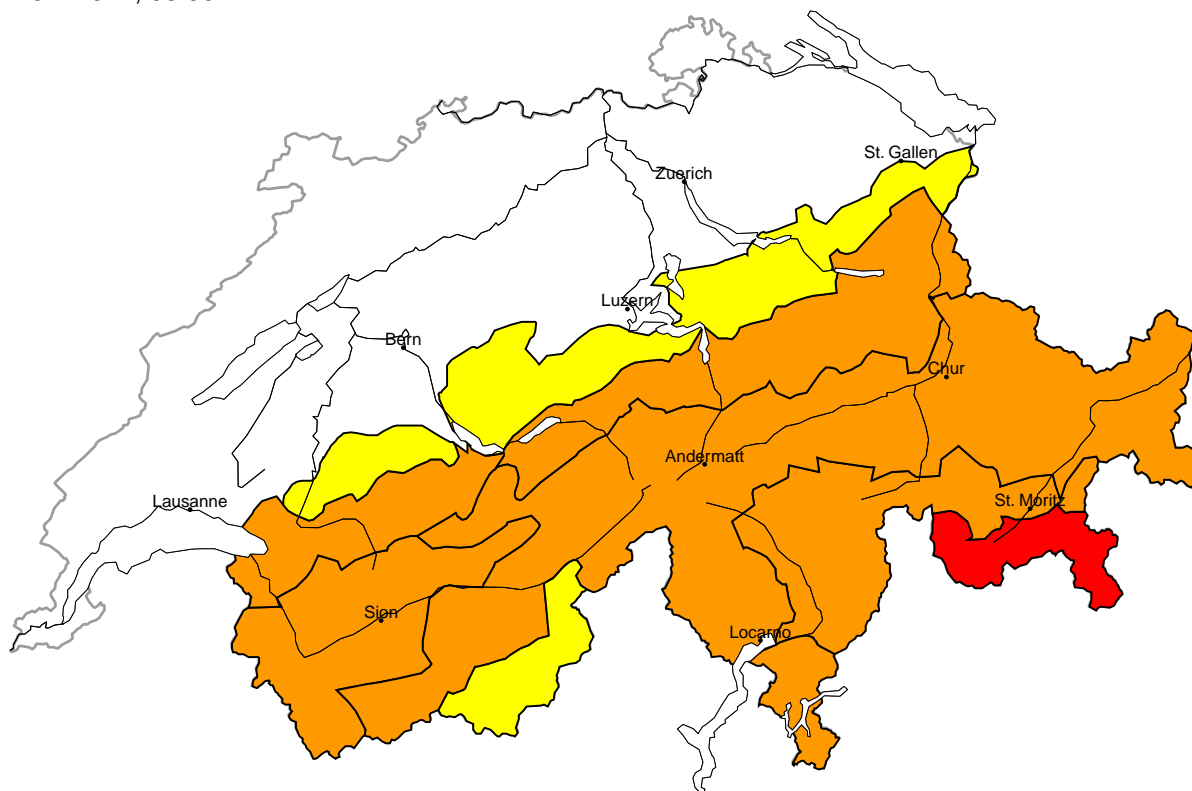 St. Gallen
Zuerich
Luzern
Bern
Chur
Andermatt
Lausanne
St. Moritz
Sion
Locarno